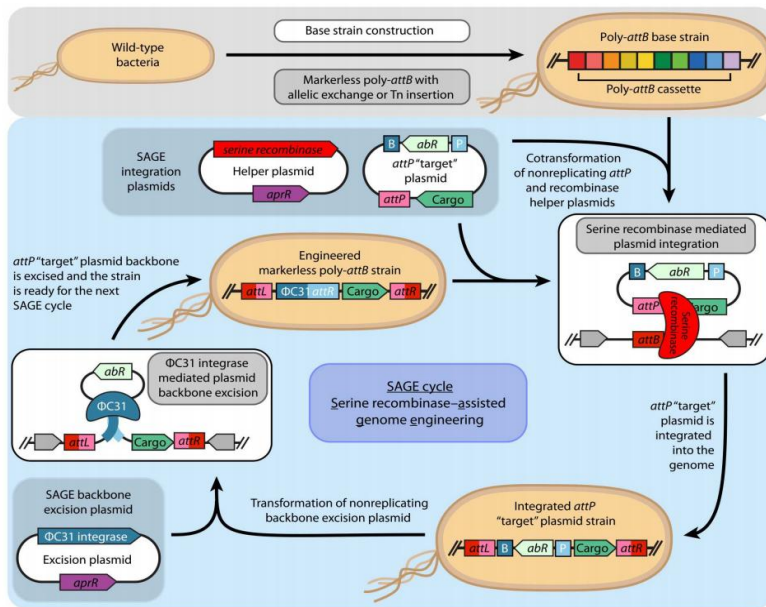 Wild-type
bacteria
Base strain construction
Markerless poly-attB with
allelic exchange or Tn insertion
Poly-attB base strain
Poly-attB cassette
SAGE
integration
plasmids
serine recombinase
Helper plasmid
aprR
B
abR
P
attP "target"
plasmid
attP
Cargo
Cotransformation
of nonreplicating attP
and recombinase
helper plasmids
Serine recombinase mediated
plasmid integration
B
abR
P
attP
Cargo
Serine
recombinase
attB
attP "target" plasmid backbone
is excised and the strain
is ready for the next
SAGE cycle
Engineered
markerless poly-attB strain
attL
ΦC31 attR
Cargo
attR
abR
ΦC31 integrase
mediated plasmid
backbone excision
ΦC31
attL
Cargo
attR
SAGE cycle
Serine recombinase–assisted
genome engineering
attP "target"
plasmid is
integrated
into the
genome
SAGE backbone
excision plasmid
ΦC31 integrase
Excision plasmid
aprR
Transformation of nonreplicating
backbone excision plasmid
Integrated attP
"target" plasmid strain
attL
B
abR
P
Cargo
attR